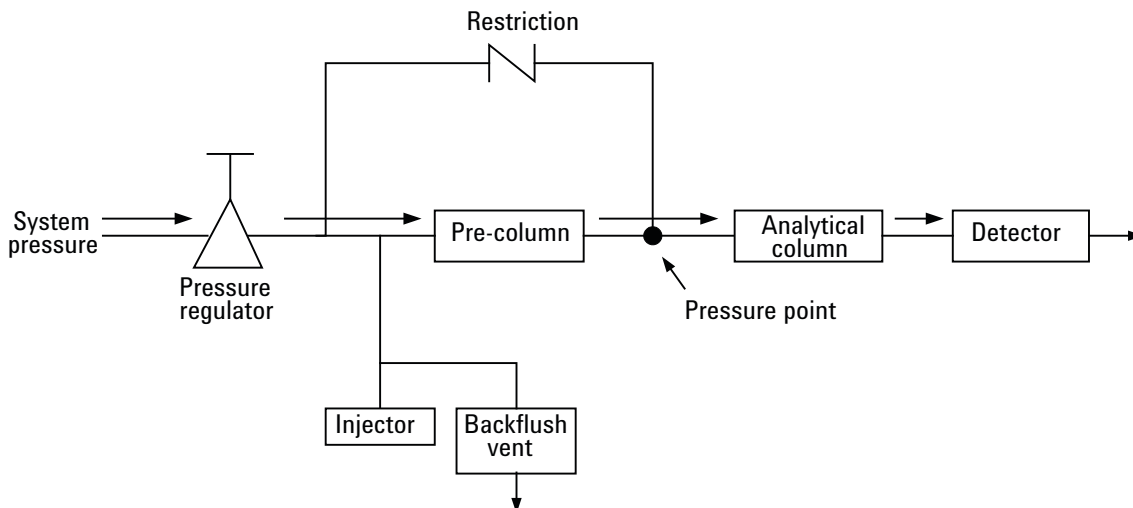 Restriction
System
pressure
Pressure
regulator
Pre-column
Analytical
column
Detector
Pressure point
Injector
Backflush
vent